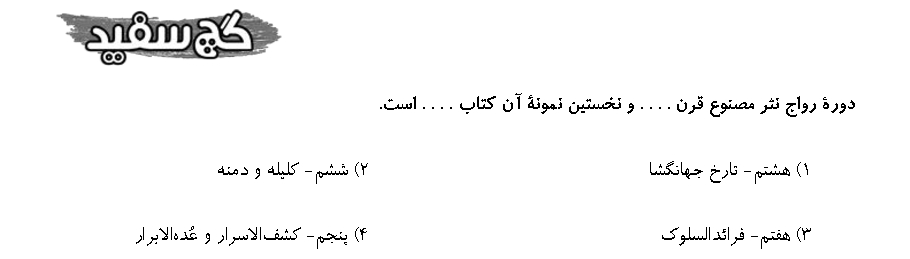 گچ سفید
دورهٔ رواج نثر مصنوع قرن . . . . و نخستین نمونهٔ آن کتاب . . . . است.
۱) هشتم- تارخ جهانگشا ۲) ششم- کلیله و دمنه
۳) هفتم- فرائدالسلوک ۴) پنجم- کشف‌الاسرار و عُده‌الابرار